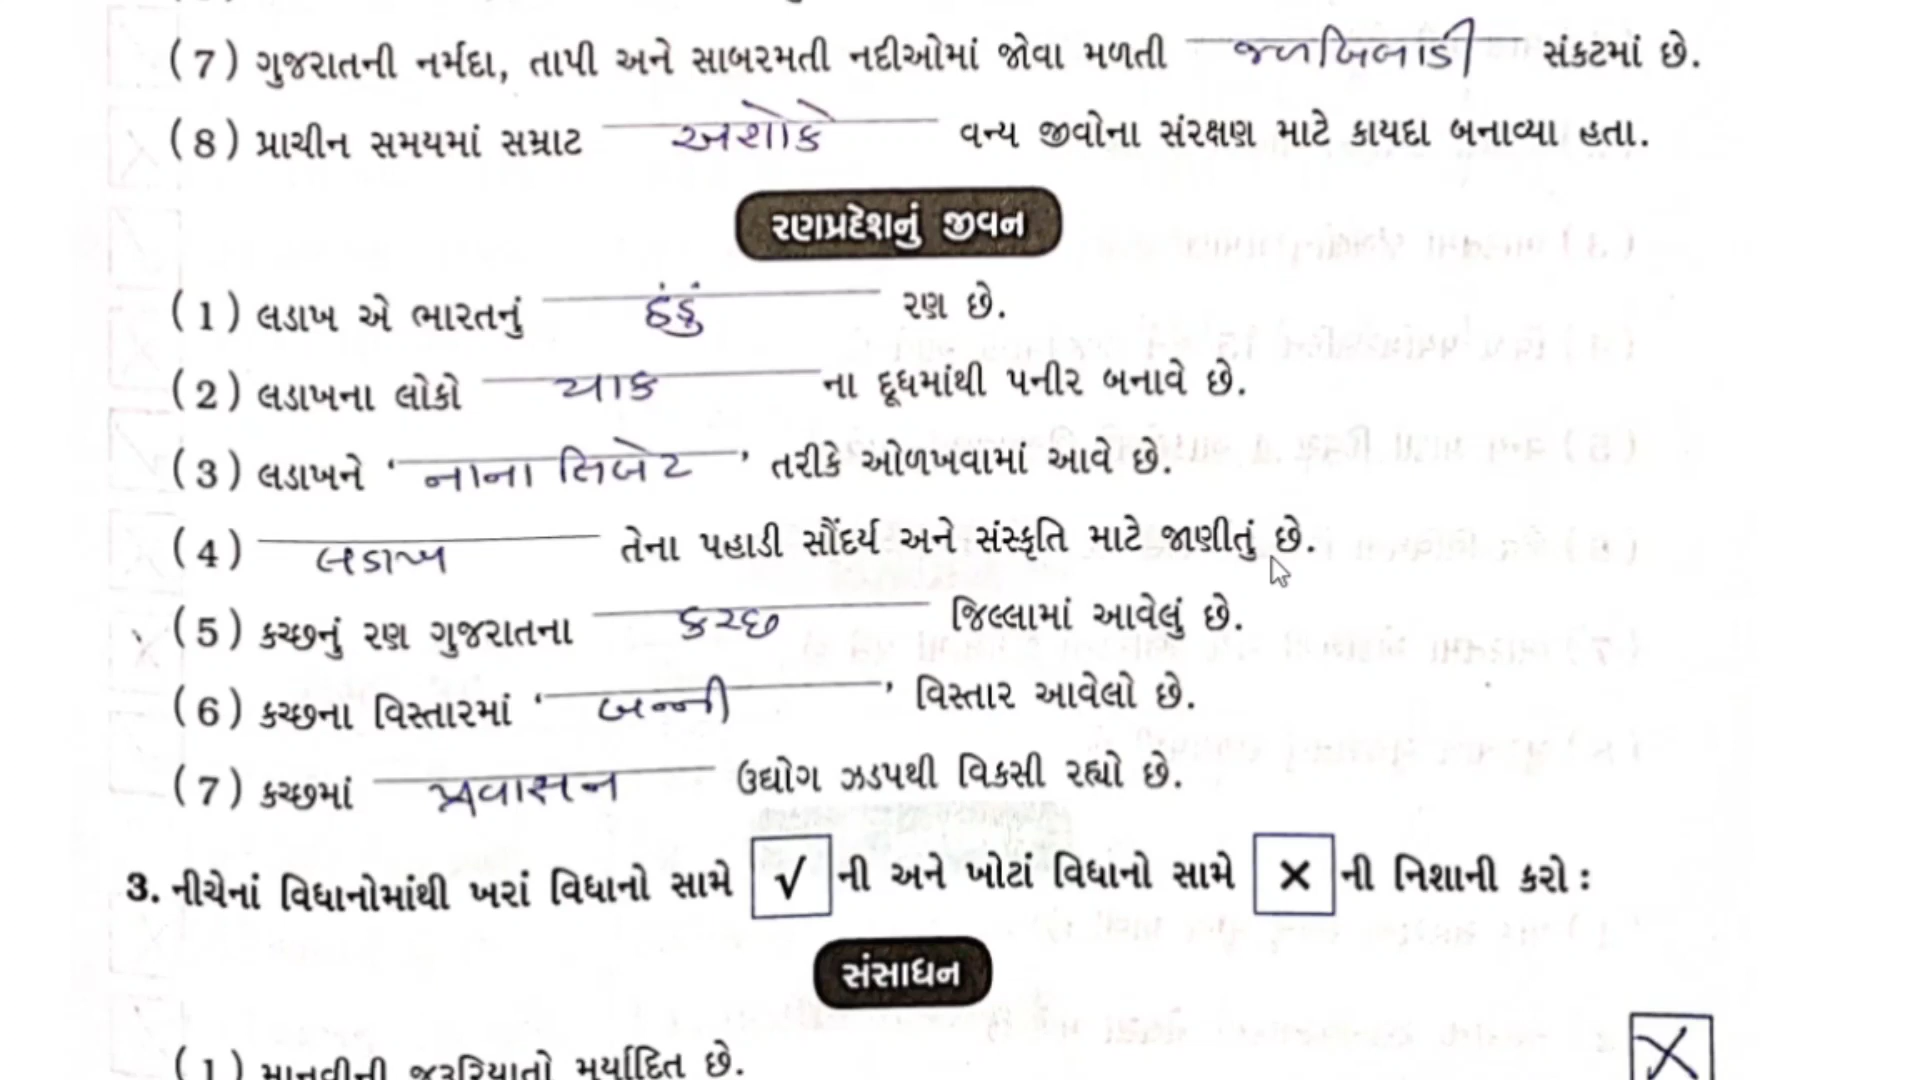 (7) ગુજરાતની નર્મદા, તાપી અને સાબરમતી નદીઓમાં જોવા મળતી જળબિલાડી સંકટમાં છે.
(8) પ્રાચીન સમયમાં સમ્રાટ અશોકે વન્ય જીવોના સંરક્ષણ માટે કાયદા બનાવ્યા હતા.
રણપ્રદેશનું જીવન
(1) લડાખ એ ભારતનું ઠંડું રણ છે.
(2) લડાખના લોકો યાક ના દૂધમાંથી પનીર બનાવે છે.
(3) લડાખને ‘નાના તિબેટ’ તરીકે ઓળખવામાં આવે છે.
(4) લડાખ તેના પહાડી સૌંદર્ય અને સંસ્કૃતિ માટે જાણીતું છે.
(5) કચ્છનું રણ ગુજરાતના કચ્છ જિલ્લામાં આવેલું છે.
(6) કચ્છના વિસ્તારમાં ‘બન્ની’ વિસ્તાર આવેલો છે.
(7) કચ્છમાં પ્રવાસન ઉદ્યોગ ઝડપથી વિકસી રહ્યો છે.
3. નીચેનાં વિધાનોમાંથી ખરાં વિધાનો સામે √ ની અને ખોટાં વિધાનો સામે × ની નિશાની કરો :
સંસાધન
(1) માનવીની જરૂરિયાતો મર્યાદિત છે. ×